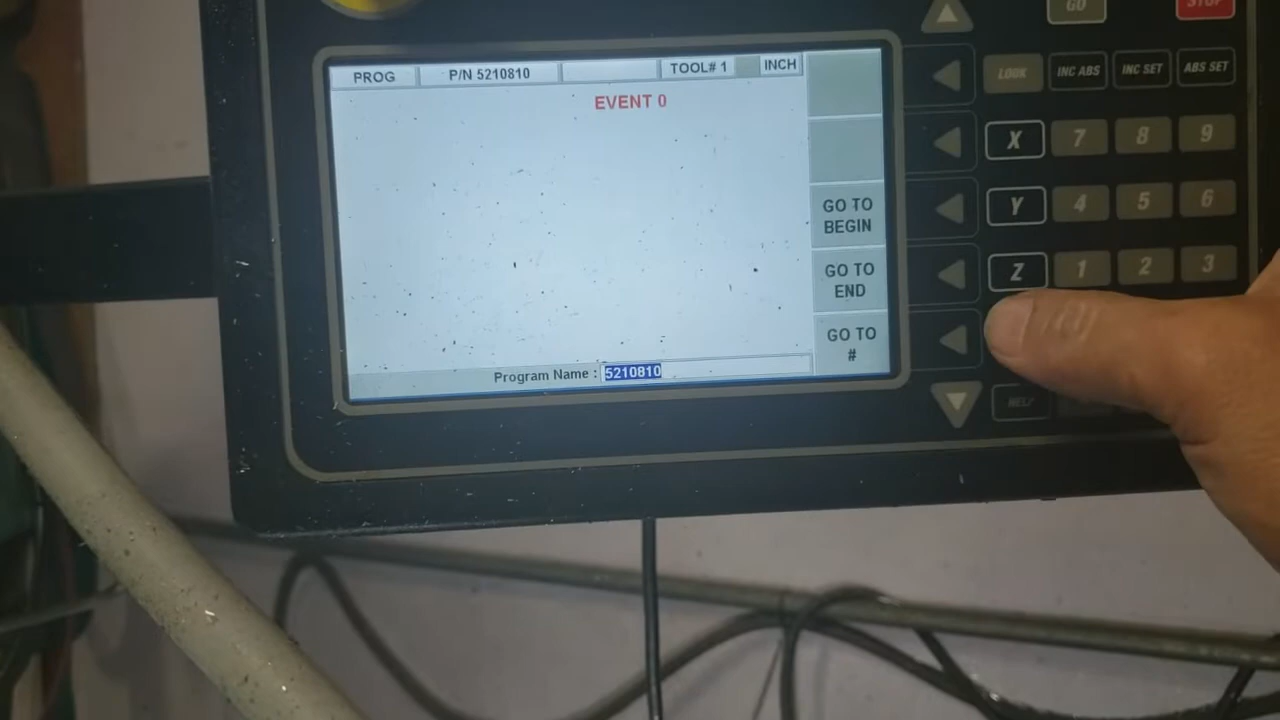 GO
STOP
PROG
P/N 5210810
TOOL# 1
INCH
LOOK
INC ABS
INC SET
ABS SET
EVENT 0
X
7
8
9
GO TO
BEGIN
Y
4
5
6
GO TO
END
Z
1
2
3
GO TO
#
Program Name :
5210810